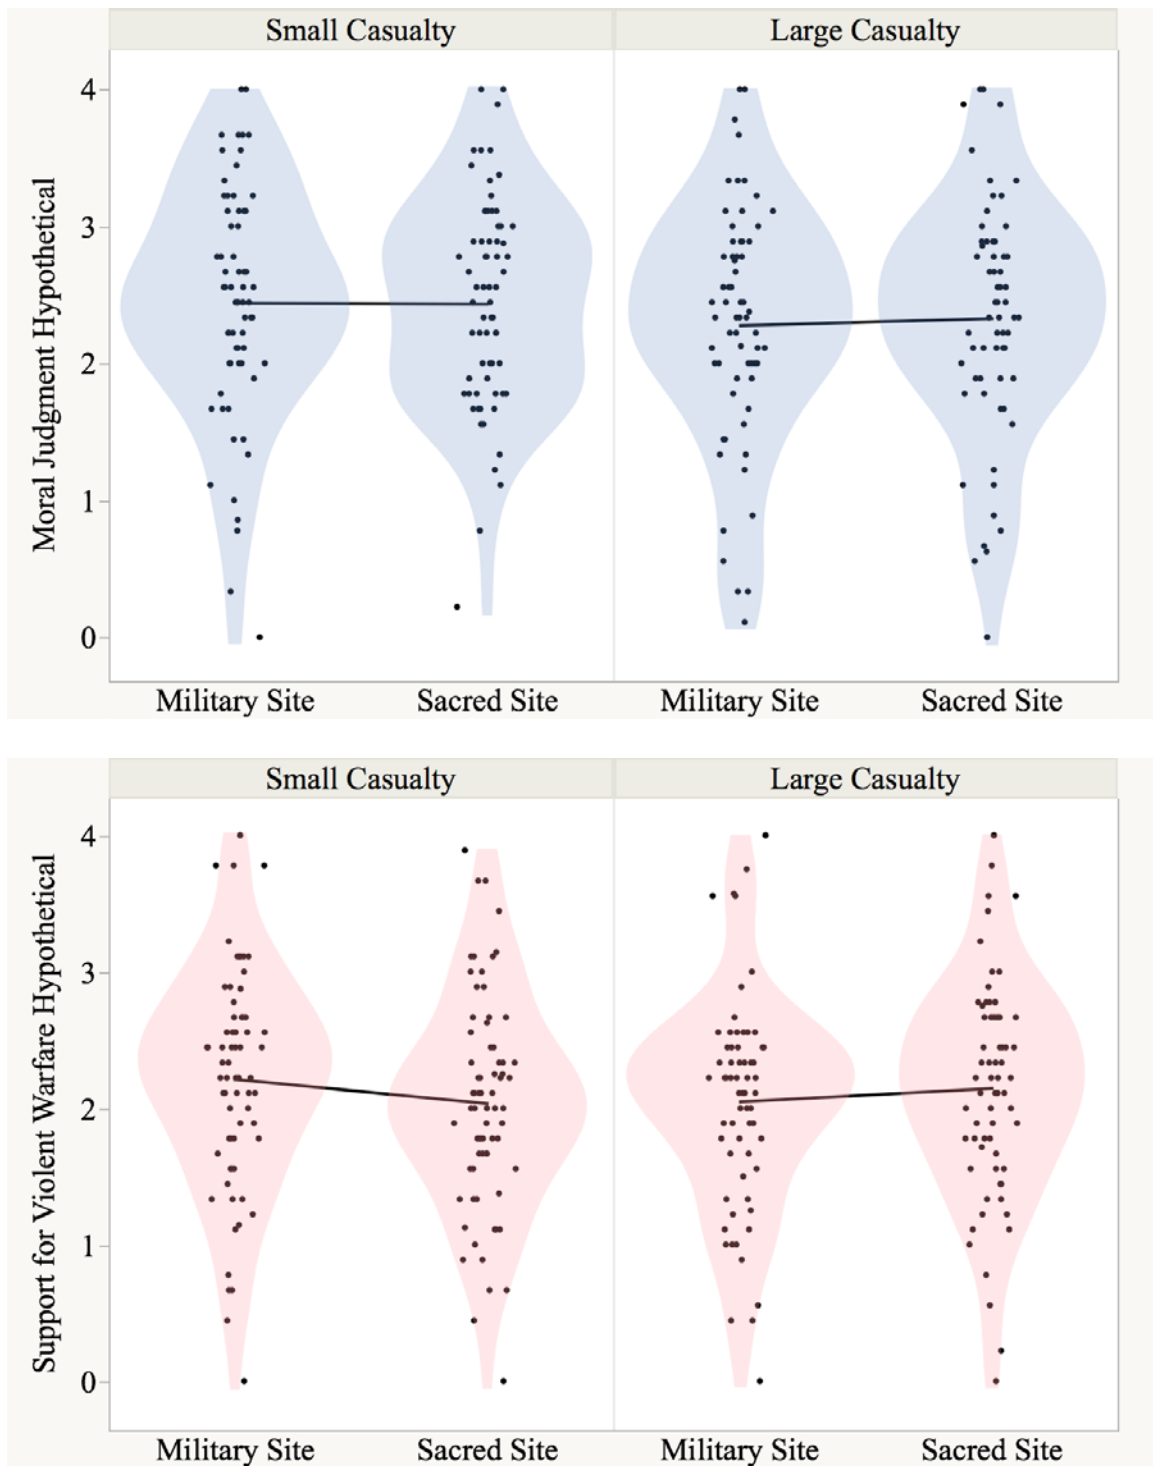 Small Casualty
Large Casualty
Moral Judgment Hypothetical
4
3
2
1
0
Military Site
Sacred Site
Military Site
Sacred Site
Small Casualty
Large Casualty
Support for Violent Warfare Hypothetical
4
3
2
1
0
Military Site
Sacred Site
Military Site
Sacred Site